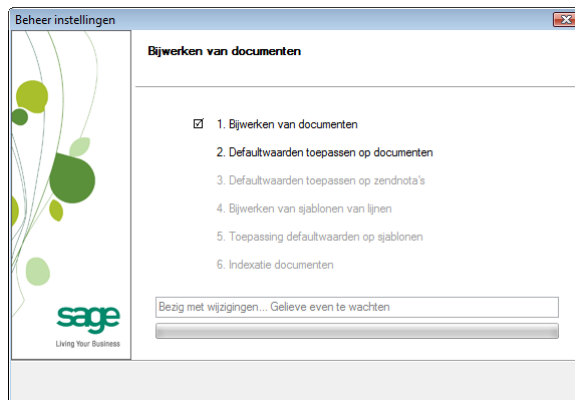 Beheer instellingen
Bijwerken van documenten
1. Bijwerken van documenten
2. Defaultwaarden toepassen op documenten
3. Defaultwaarden toepassen op zendnota's
4. Bijwerken van sjablonen van lijnen
5. Toepassing defaultwaarden op sjablonen
6. Indexatie documenten
Bezig met wijzigingen... Gelieve even te wachten
sage
Living Your Business